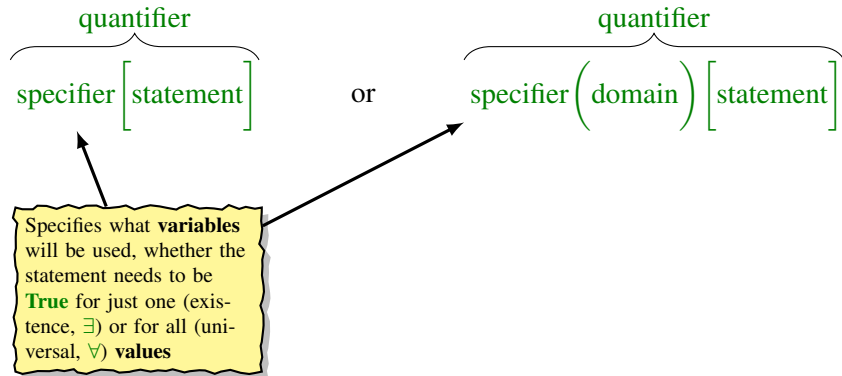 quantifier quantifier
specifier [statement] or specifier (domain) [statement]
Specifies what variables
will be used, whether the
statement needs to be
True for just one (exis-
tence, ∃) or for all (uni-
versal, ∀) values